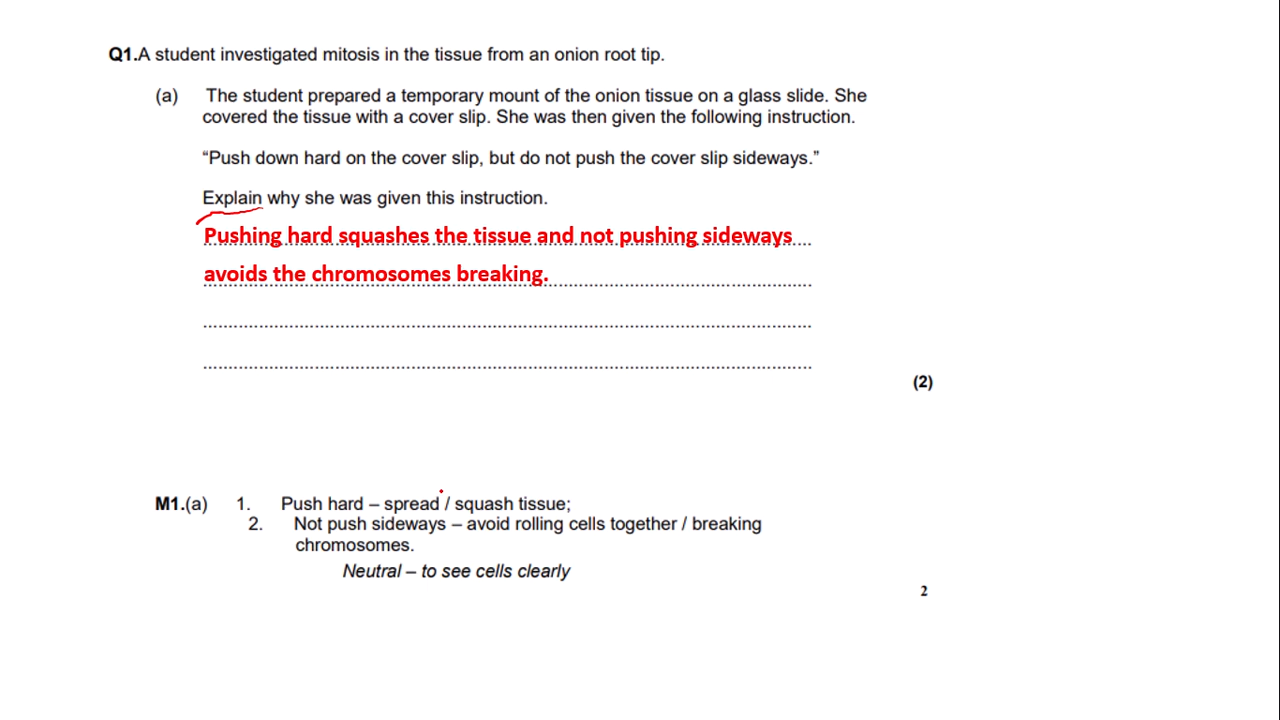 Q1.A student investigated mitosis in the tissue from an onion root tip.
(a) The student prepared a temporary mount of the onion tissue on a glass slide. She
covered the tissue with a cover slip. She was then given the following instruction.
“Push down hard on the cover slip, but do not push the cover slip sideways.”
Explain why she was given this instruction.
Pushing hard squashes the tissue and not pushing sideways
avoids the chromosomes breaking.
(2)
M1.(a) 1. Push hard – spread / squash tissue;
2. Not push sideways – avoid rolling cells together / breaking
chromosomes.
Neutral – to see cells clearly
2